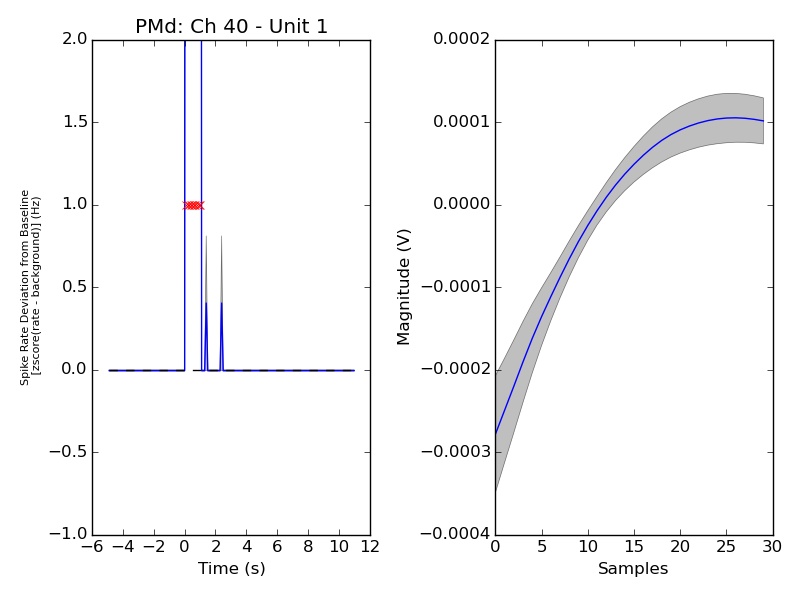 PMd: Ch 40 - Unit 1
Spike Rate Deviation from Baseline
[zscore(rate - background)] (Hz)
2.0
1.5
1.0
0.5
0.0
−0.5
−1.0
−6 −4 −2 0 2 4 6 8 10 12
Time (s)
Magnitude (V)
0.0002
0.0001
0.0000
−0.0001
−0.0002
−0.0003
−0.0004
0 5 10 15 20 25 30
Samples